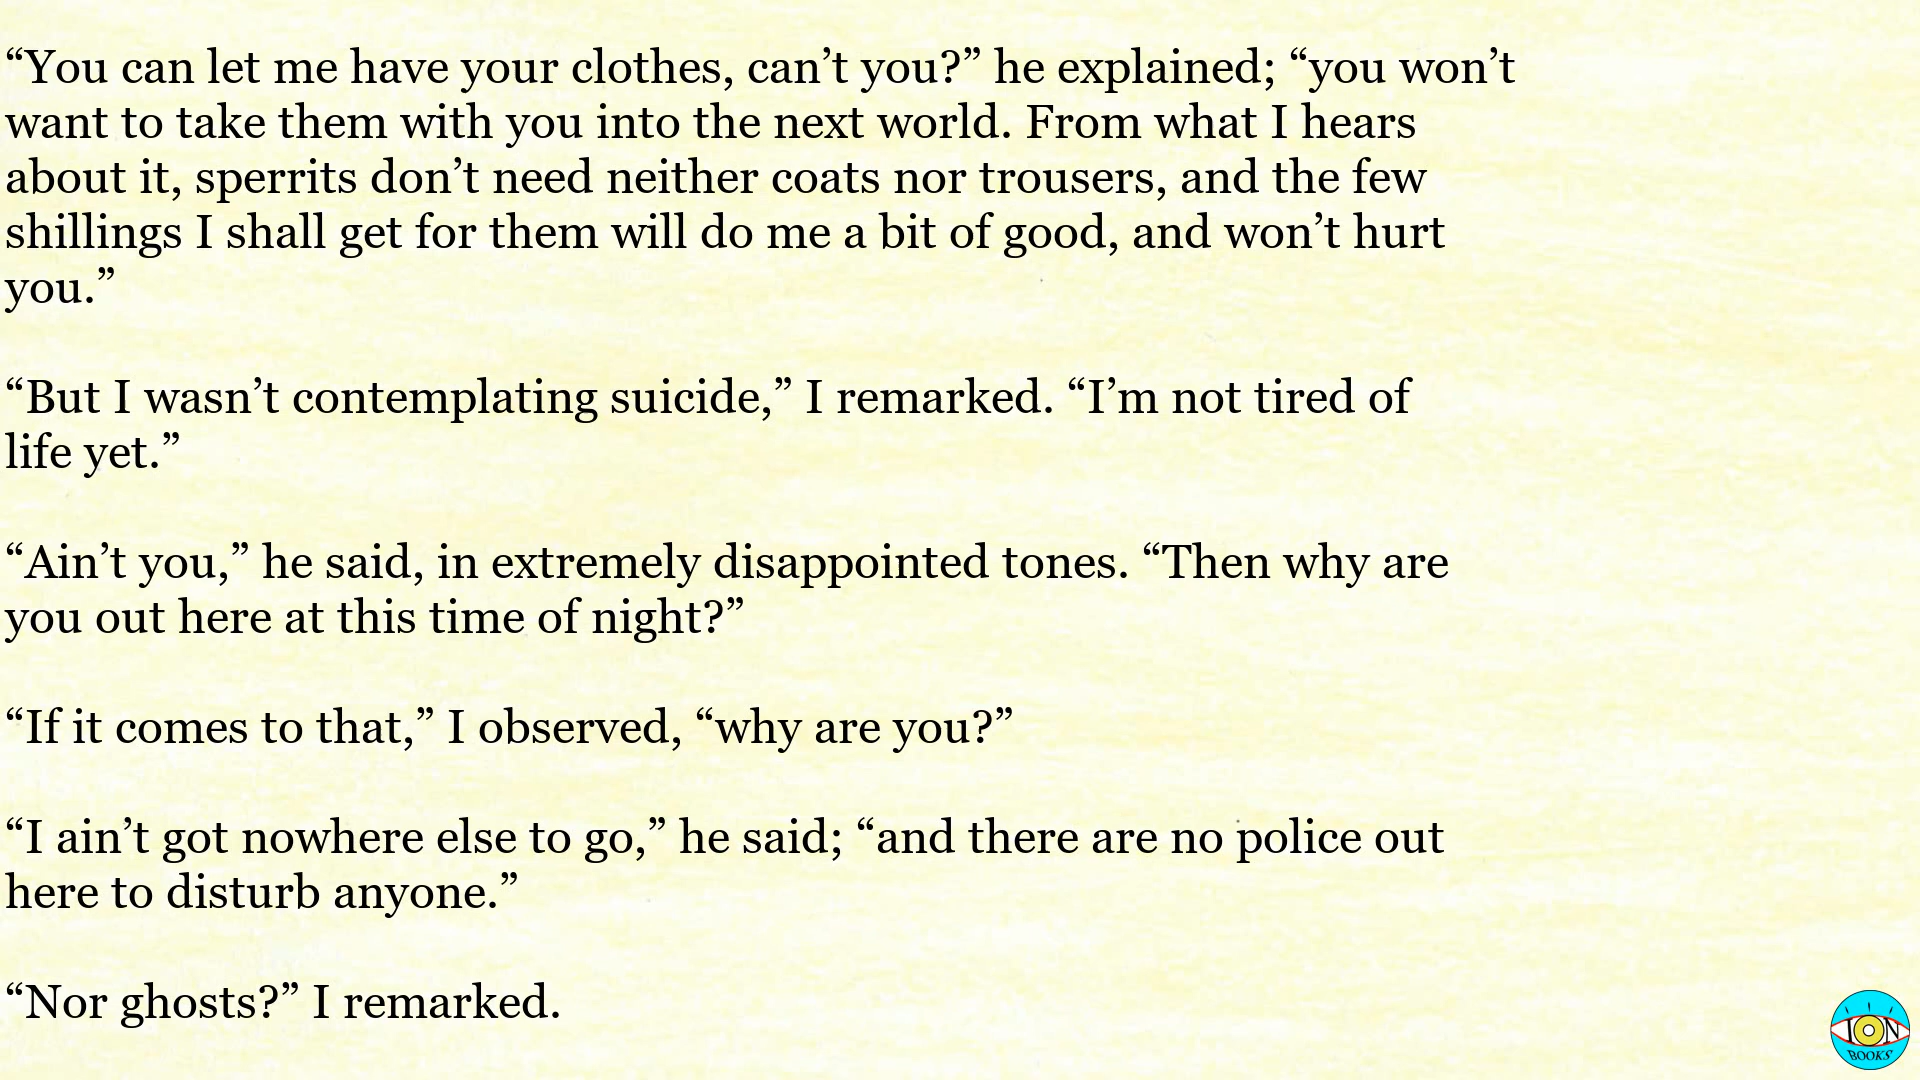 “You can let me have your clothes, can’t you?” he explained; “you won’t
want to take them with you into the next world. From what I hears
about it, sperrits don’t need neither coats nor trousers, and the few
shillings I shall get for them will do me a bit of good, and won’t hurt
you.”
“But I wasn’t contemplating suicide,” I remarked. “I’m not tired of
life yet.”
“Ain’t you,” he said, in extremely disappointed tones. “Then why are
you out here at this time of night?”
“If it comes to that,” I observed, “why are you?”
“I ain’t got nowhere else to go,” he said; “and there are no police out
here to disturb anyone.”
“Nor ghosts?” I remarked.
ION
BOOKS